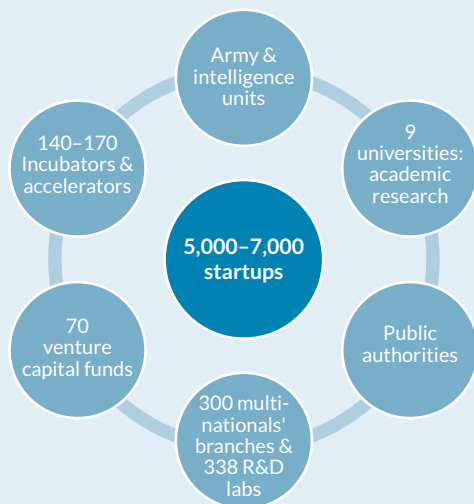 Army &
intelligence
units
9
universities:
academic
research
Public
authorities
300 multi-
nationals'
branches &
338 R&D
labs
70
venture
capital funds
140–170
Incubators &
accelerators
5,000–7,000
startups